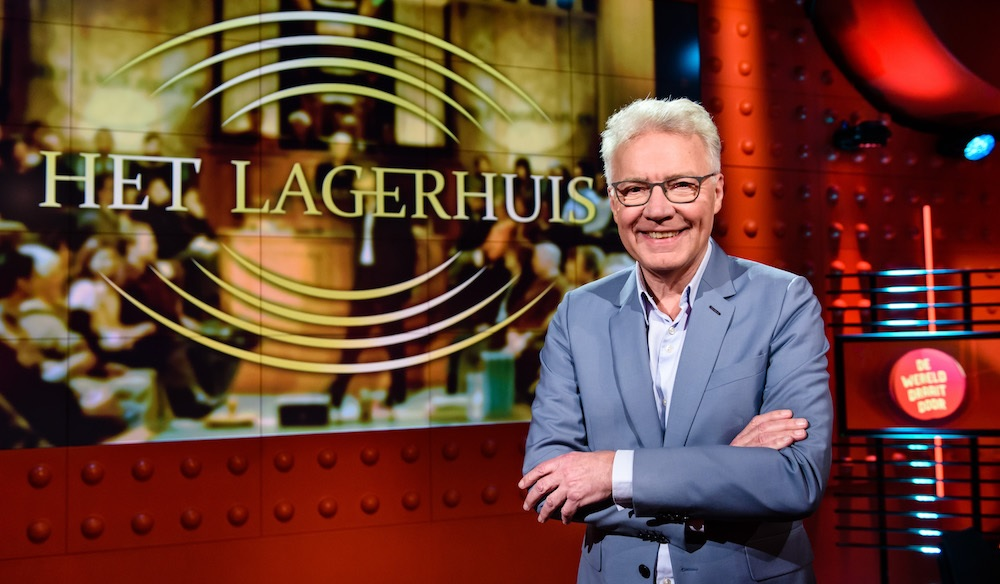 HET LAGERHUIS
DE
WERELD
DRAAIT
DOOR